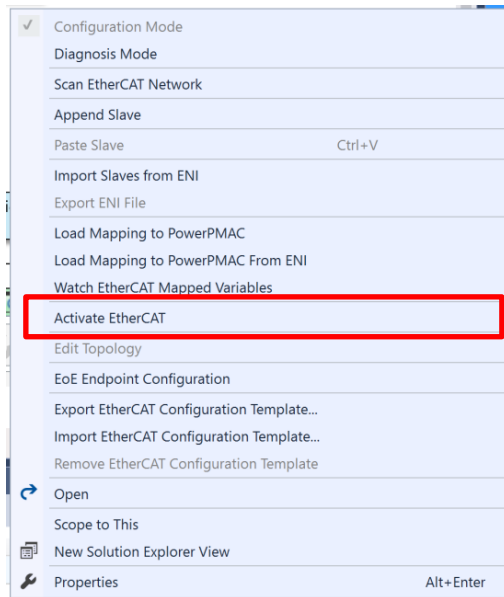 Configuration Mode
Diagnosis Mode
Scan EtherCAT Network
Append Slave
Paste Slave Ctrl+V
Import Slaves from ENI
Export ENI File
Load Mapping to PowerPMAC
Load Mapping to PowerPMAC From ENI
Watch EtherCAT Mapped Variables
Activate EtherCAT
Edit Topology
EoE Endpoint Configuration
Export EtherCAT Configuration Template...
Import EtherCAT Configuration Template...
Remove EtherCAT Configuration Template
Open
Scope to This
New Solution Explorer View
Properties Alt+Enter